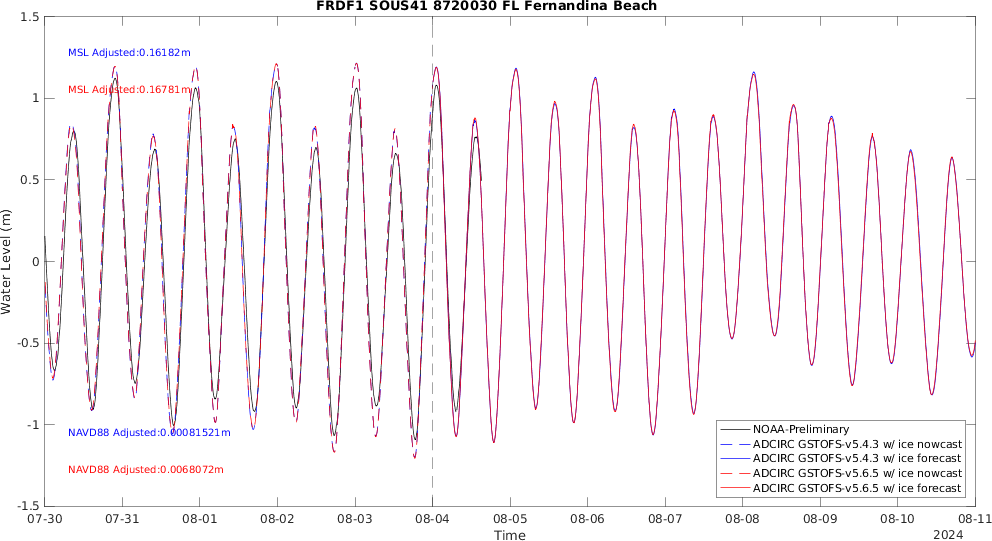 FRDF1 SOUS41 8720030 FL Fernandina Beach
1.5
1
0.5
0
-0.5
-1
-1.5
Water Level (m)
MSL Adjusted:0.16182m
MSL Adjusted:0.16781m
NAVD88 Adjusted:0.00081521m
NAVD88 Adjusted:0.0068072m
NOAA-Preliminary
ADCIRC GSTOFS-v5.4.3 w/ ice nowcast
ADCIRC GSTOFS-v5.4.3 w/ ice forecast
ADCIRC GSTOFS-v5.6.5 w/ ice nowcast
ADCIRC GSTOFS-v5.6.5 w/ ice forecast
07-30 07-31 08-01 08-02 08-03 08-04 08-05 08-06 08-07 08-08 08-09 08-10 08-11
Time
2024